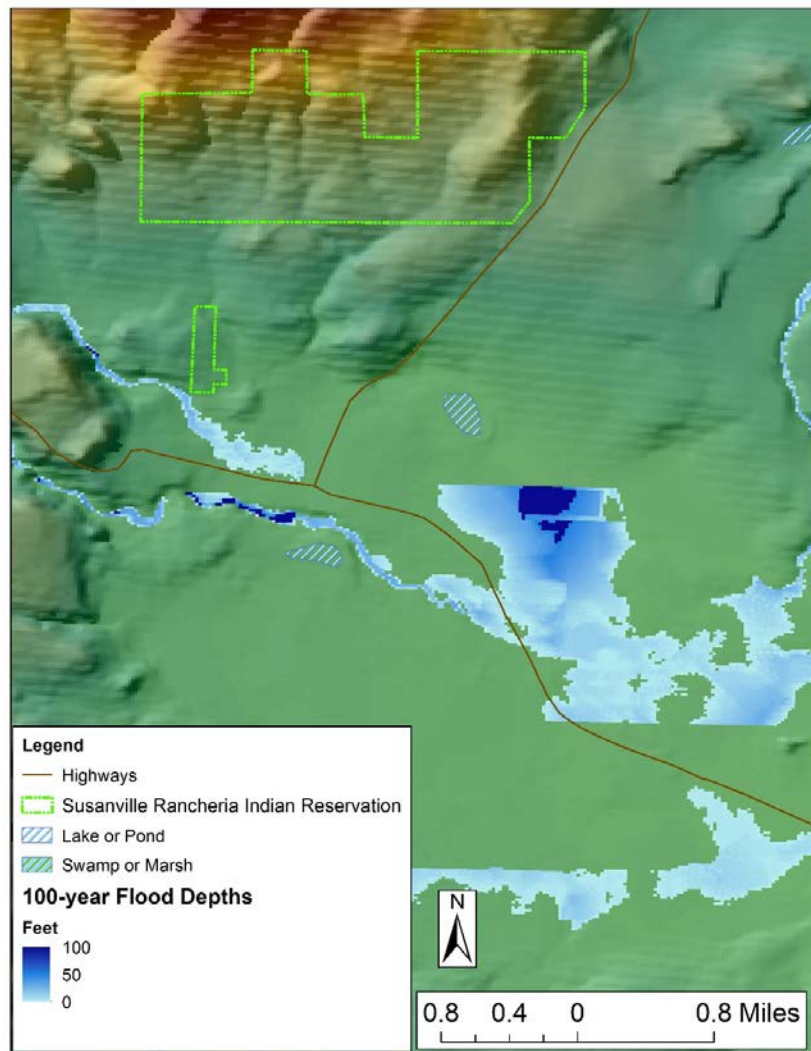 Legend
Highways
Susanville Rancheria Indian Reservation
Lake or Pond
Swamp or Marsh
100-year Flood Depths
Feet
100
50
0
N
0.8 0.4 0 0.8 Miles